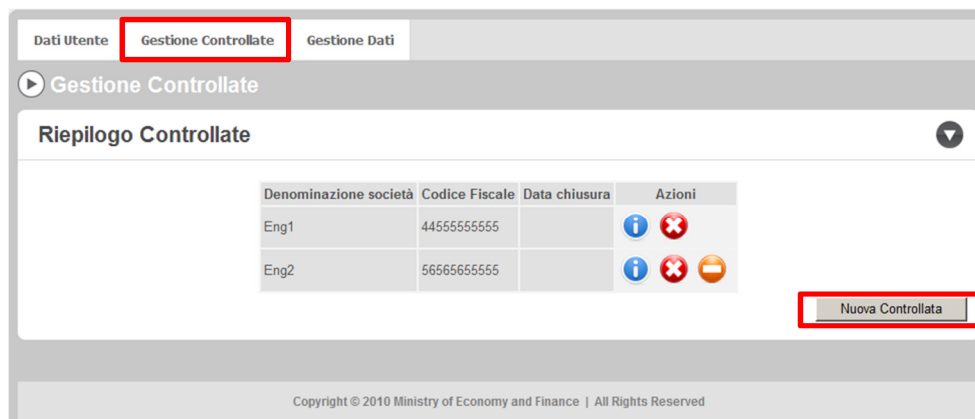 Dati Utente Gestione Controllate Gestione Dati
Gestione Controllate
Riepilogo Controllate
Denominazione società Codice Fiscale Data chiusura Azioni
Eng1 44555555555
Eng2 56565655555
Nuova Controllata
Copyright © 2010 Ministry of Economy and Finance | All Rights Reserved